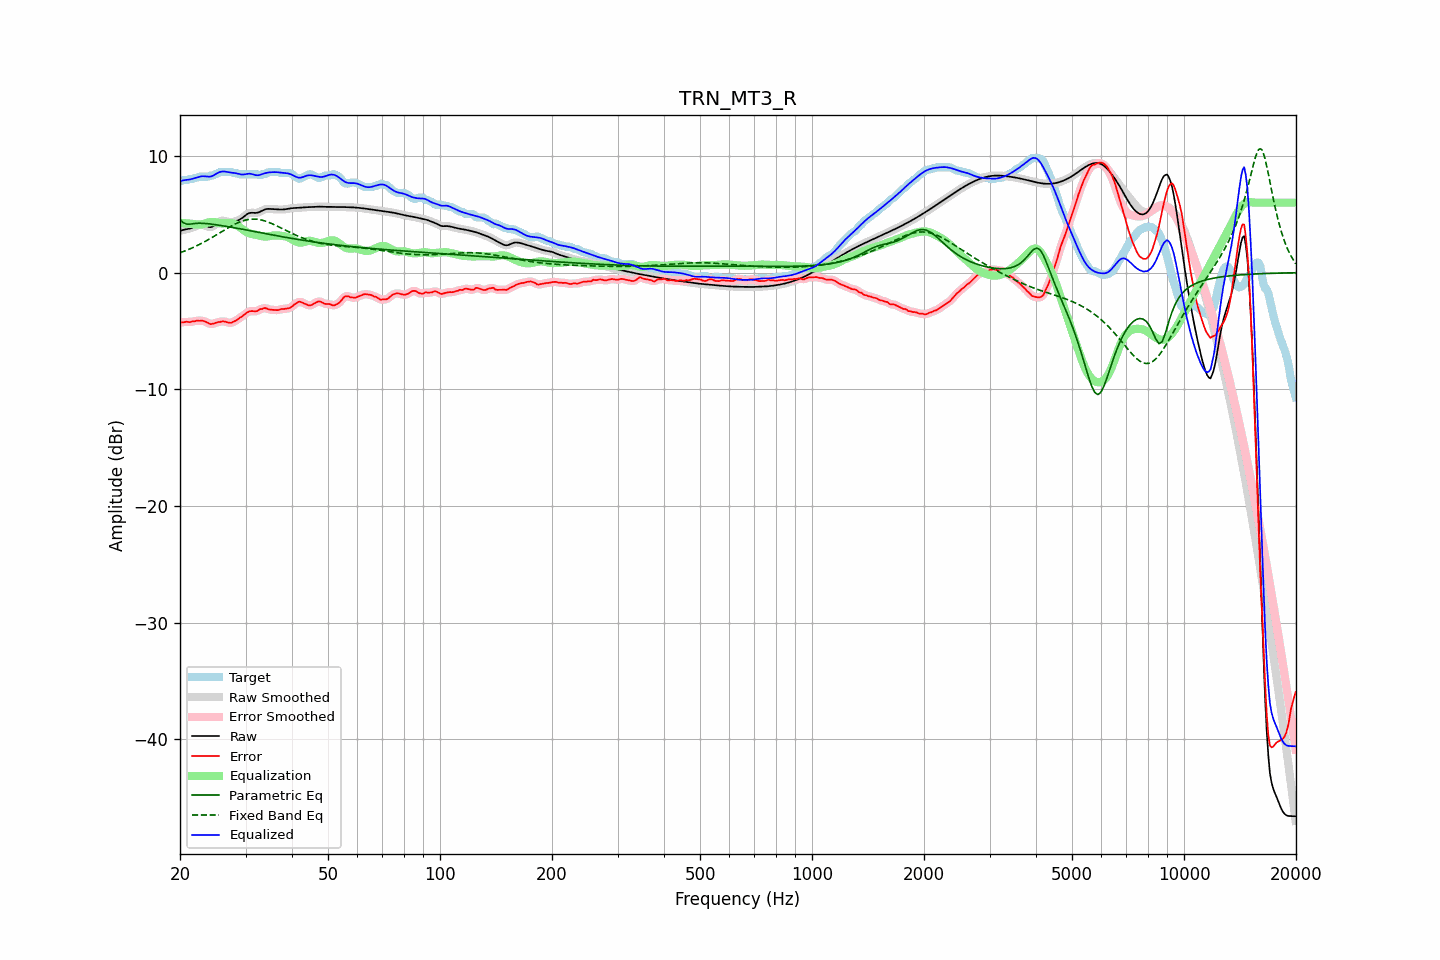 TRN_MT3_R
Amplitude (dBr)
10
0
−10
−20
−30
−40
Target
Raw Smoothed
Error Smoothed
Raw
Error
Equalization
Parametric Eq
Fixed Band Eq
Equalized
20 50 100 200 500 1000 2000 5000 10000 20000
Frequency (Hz)